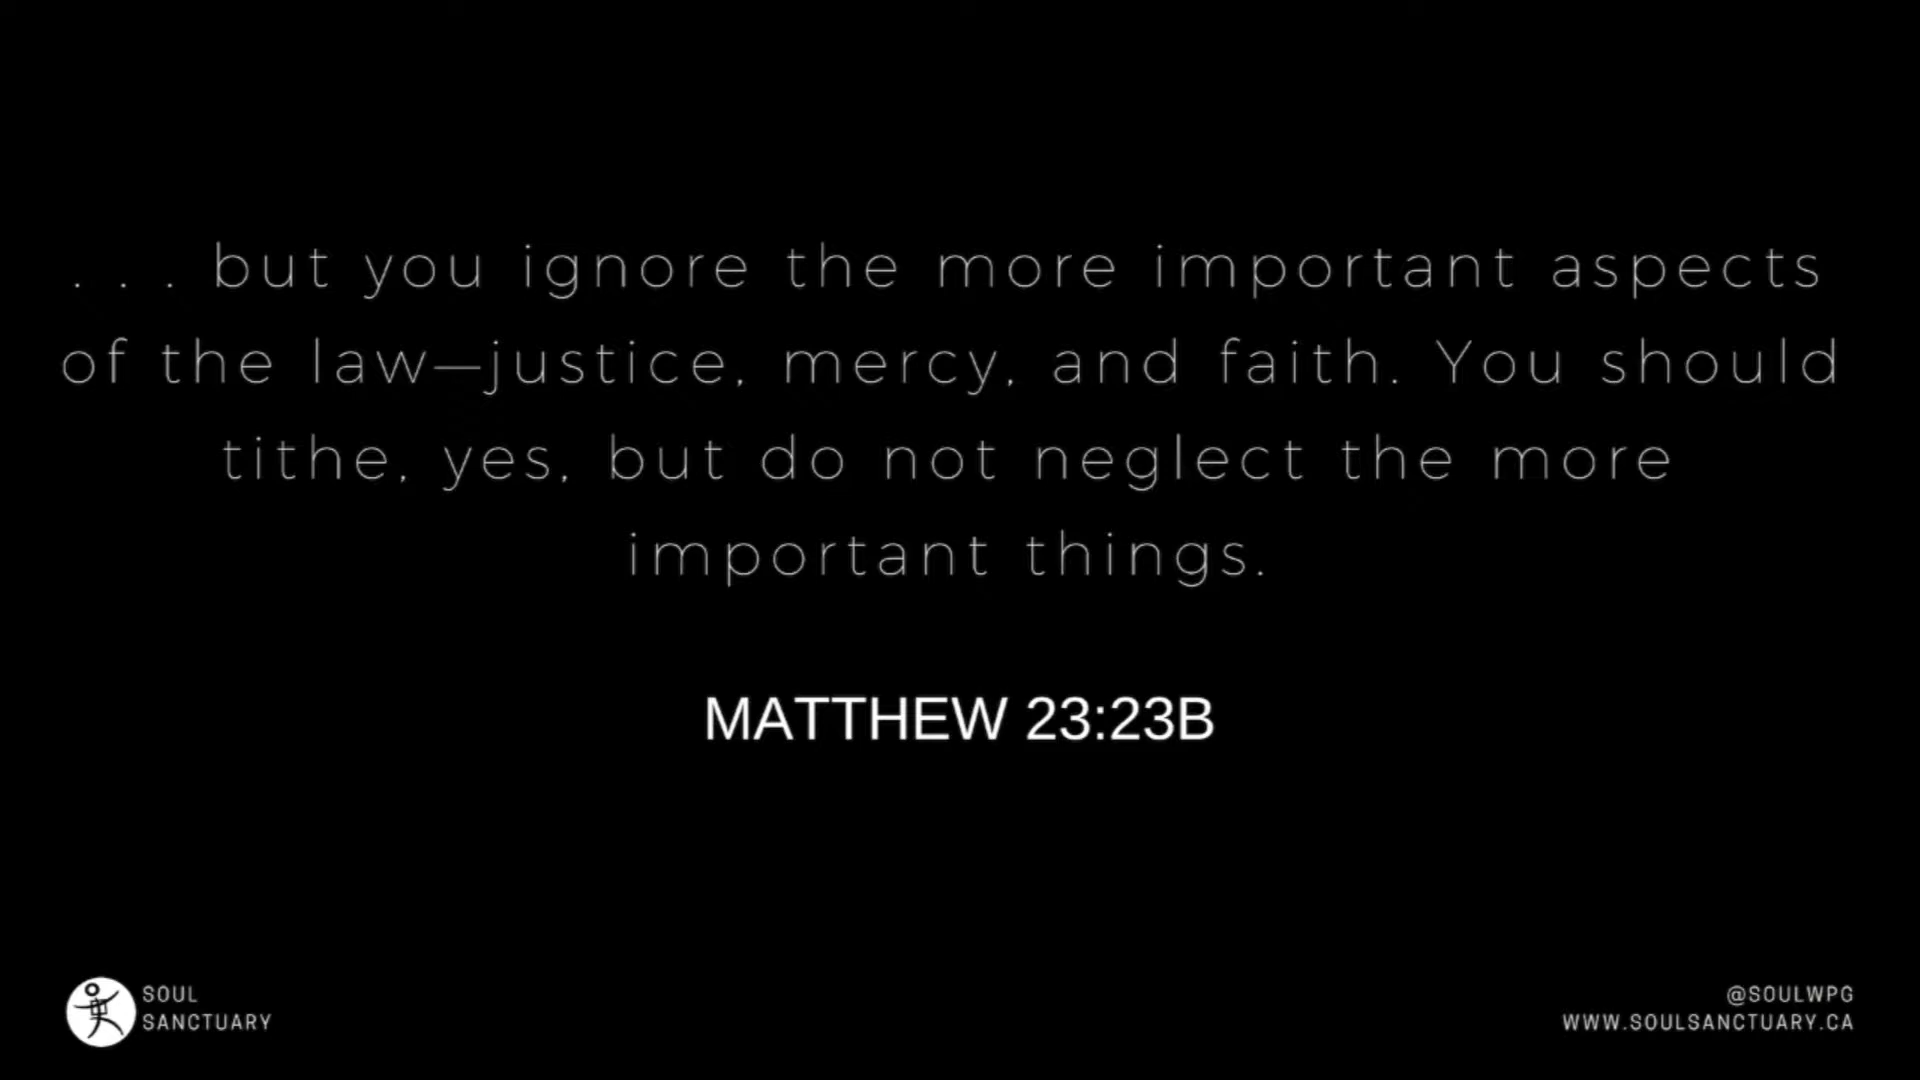 . . . but you ignore the more important aspects
of the law—justice, mercy, and faith. You should
tithe, yes, but do not neglect the more
important things.
MATTHEW 23:23B
SOUL
SANCTUARY
@SOULWPG
WWW.SOULSANCTUARY.CA